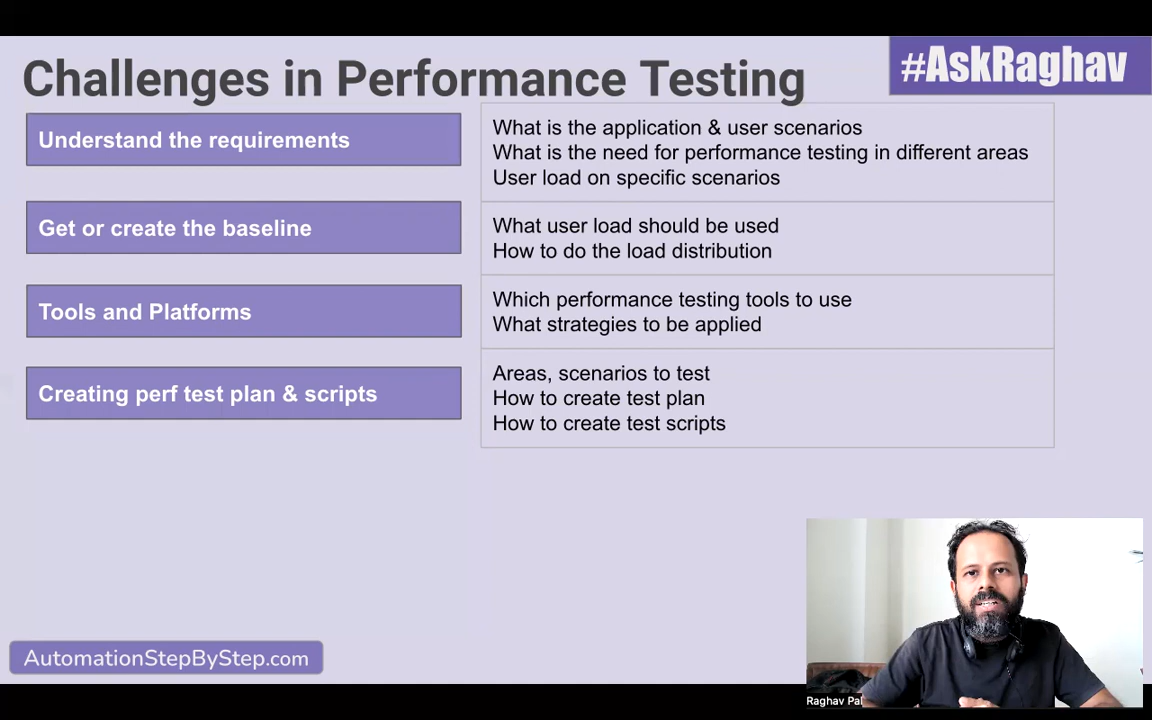 Challenges in Performance Testing
#AskRaghav
Understand the requirements
What is the application & user scenarios
What is the need for performance testing in different areas
User load on specific scenarios
Get or create the baseline
What user load should be used
How to do the load distribution
Tools and Platforms
Which performance testing tools to use
What strategies to be applied
Creating perf test plan & scripts
Areas, scenarios to test
How to create test plan
How to create test scripts
AutomationStepByStep.com
Raghav Pal